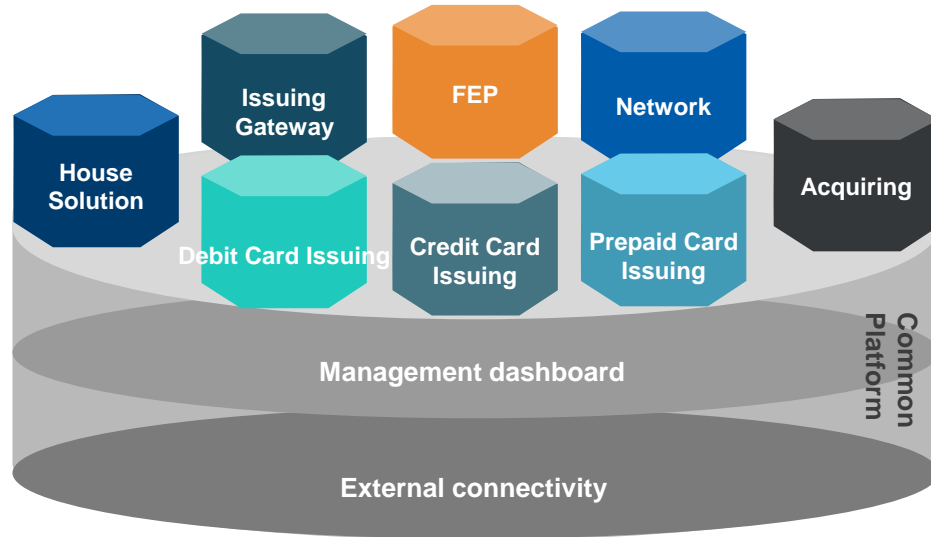 Issuing
Gateway
FEP
Network
House
Solution
Acquiring
Debit Card Issuing
Credit Card
Issuing
Prepaid Card
Issuing
Common
Platform
Management dashboard
External connectivity